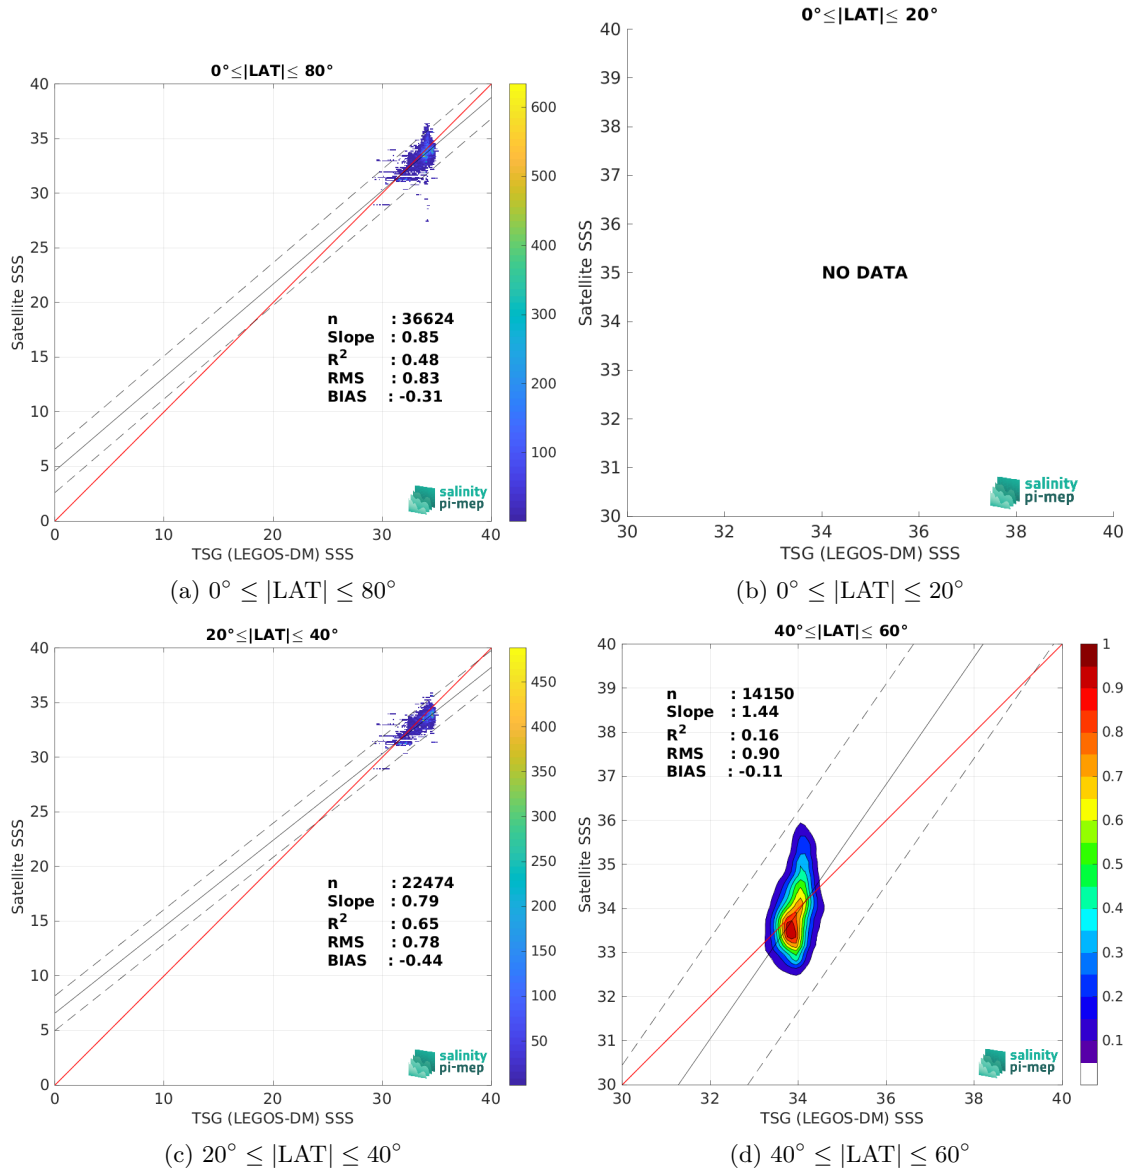 0°≤|LAT|≤ 80°
40
35
30
25
20
15
10
5
0
Satellite SSS
n : 36624
Slope : 0.85
R² : 0.48
RMS : 0.83
BIAS : -0.31
salinity
pi-mep
0 10 20 30 40
TSG (LEGOS-DM) SSS
600
500
400
300
200
100
(a) 0° ≤ |LAT| ≤ 80°
0°≤|LAT|≤ 20°
40
39
38
37
36
35
34
33
32
31
30
Satellite SSS
NO DATA
salinity
pi-mep
30 32 34 36 38 40
TSG (LEGOS-DM) SSS
(b) 0° ≤ |LAT| ≤ 20°
20°≤|LAT|≤ 40°
40
35
30
25
20
15
10
5
0
Satellite SSS
n : 22474
Slope : 0.79
R² : 0.65
RMS : 0.78
BIAS : -0.44
salinity
pi-mep
0 10 20 30 40
TSG (LEGOS-DM) SSS
450
400
350
300
250
200
150
100
50
0
(c) 20° ≤ |LAT| ≤ 40°
40°≤|LAT|≤ 60°
40
39
38
37
36
35
34
33
32
31
30
Satellite SSS
n : 14150
Slope : 1.44
R² : 0.16
RMS : 0.90
BIAS : -0.11
salinity
pi-mep
30 32 34 36 38 40
TSG (LEGOS-DM) SSS
1
0.9
0.8
0.7
0.6
0.5
0.4
0.3
0.2
0.1
(d) 40° ≤ |LAT| ≤ 60°